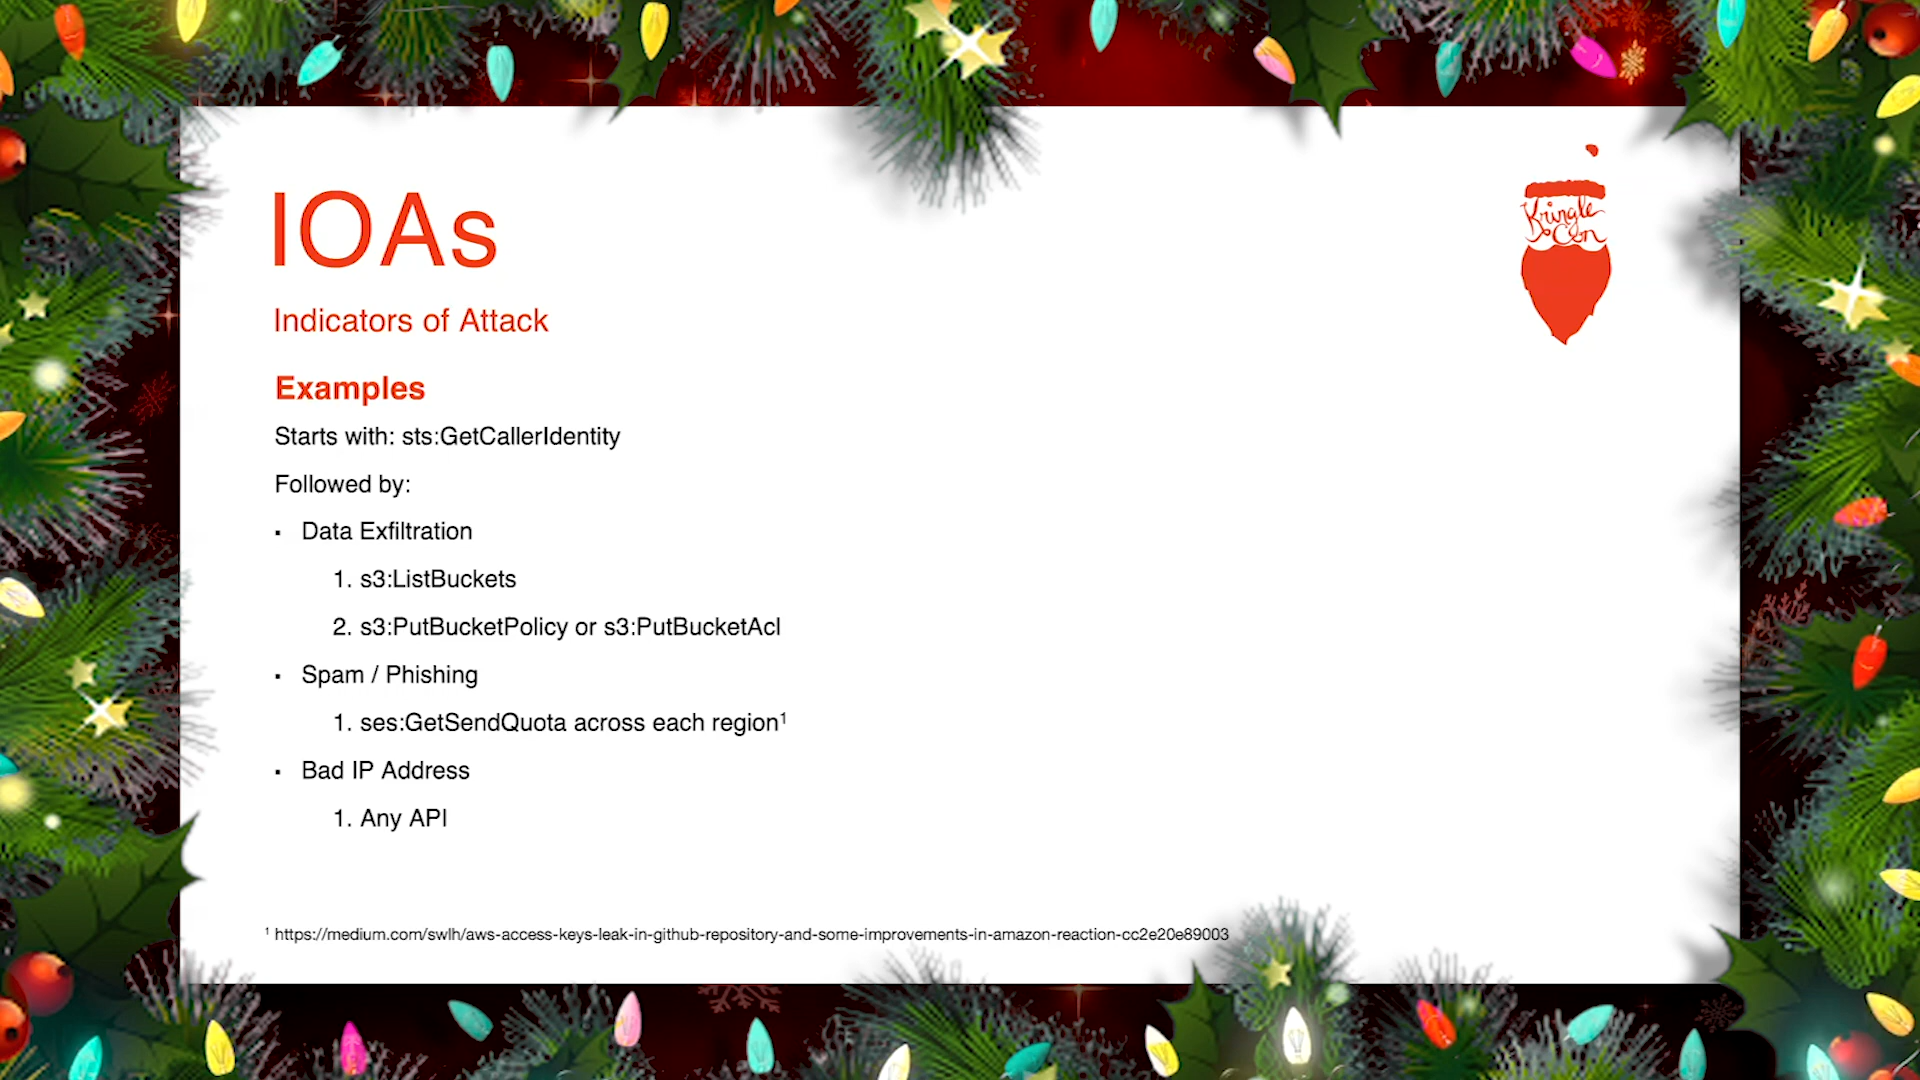 Kringle
Con
IOAs
Indicators of Attack
Examples
Starts with: sts:GetCallerIdentity
Followed by:
▪ Data Exfiltration
1. s3:ListBuckets
2. s3:PutBucketPolicy or s3:PutBucketAcl
▪ Spam / Phishing
1. ses:GetSendQuota across each region¹
▪ Bad IP Address
1. Any API
¹ https://medium.com/swlh/aws-access-keys-leak-in-github-repository-and-some-improvements-in-amazon-reaction-cc2e20e89003